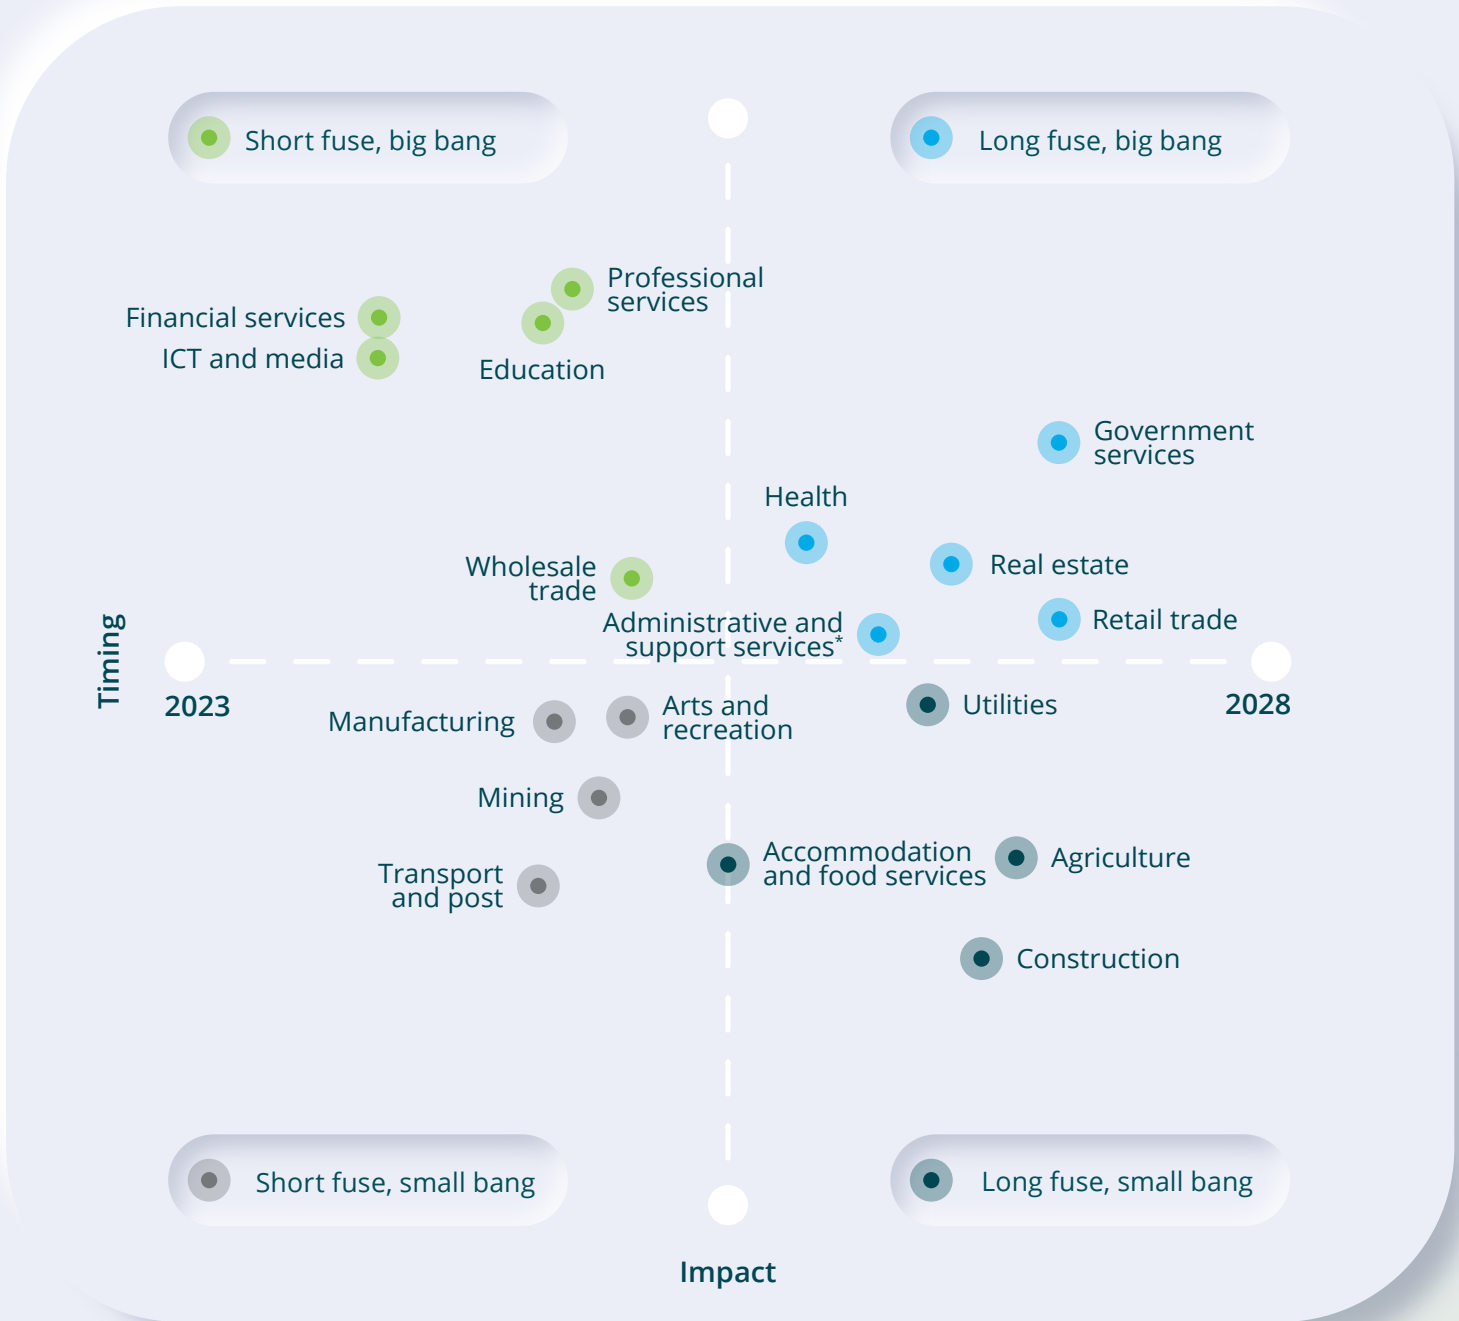 Short fuse, big bang
Long fuse, big bang
Professional
services
Financial services
ICT and media
Education
Government
services
Health
Wholesale
trade
Real estate
Administrative and
support services*
Retail trade
Timing
2023
2028
Manufacturing
Arts and
recreation
Utilities
Mining
Transport
and post
Accommodation
and food services
Agriculture
Construction
Short fuse, small bang
Long fuse, small bang
Impact